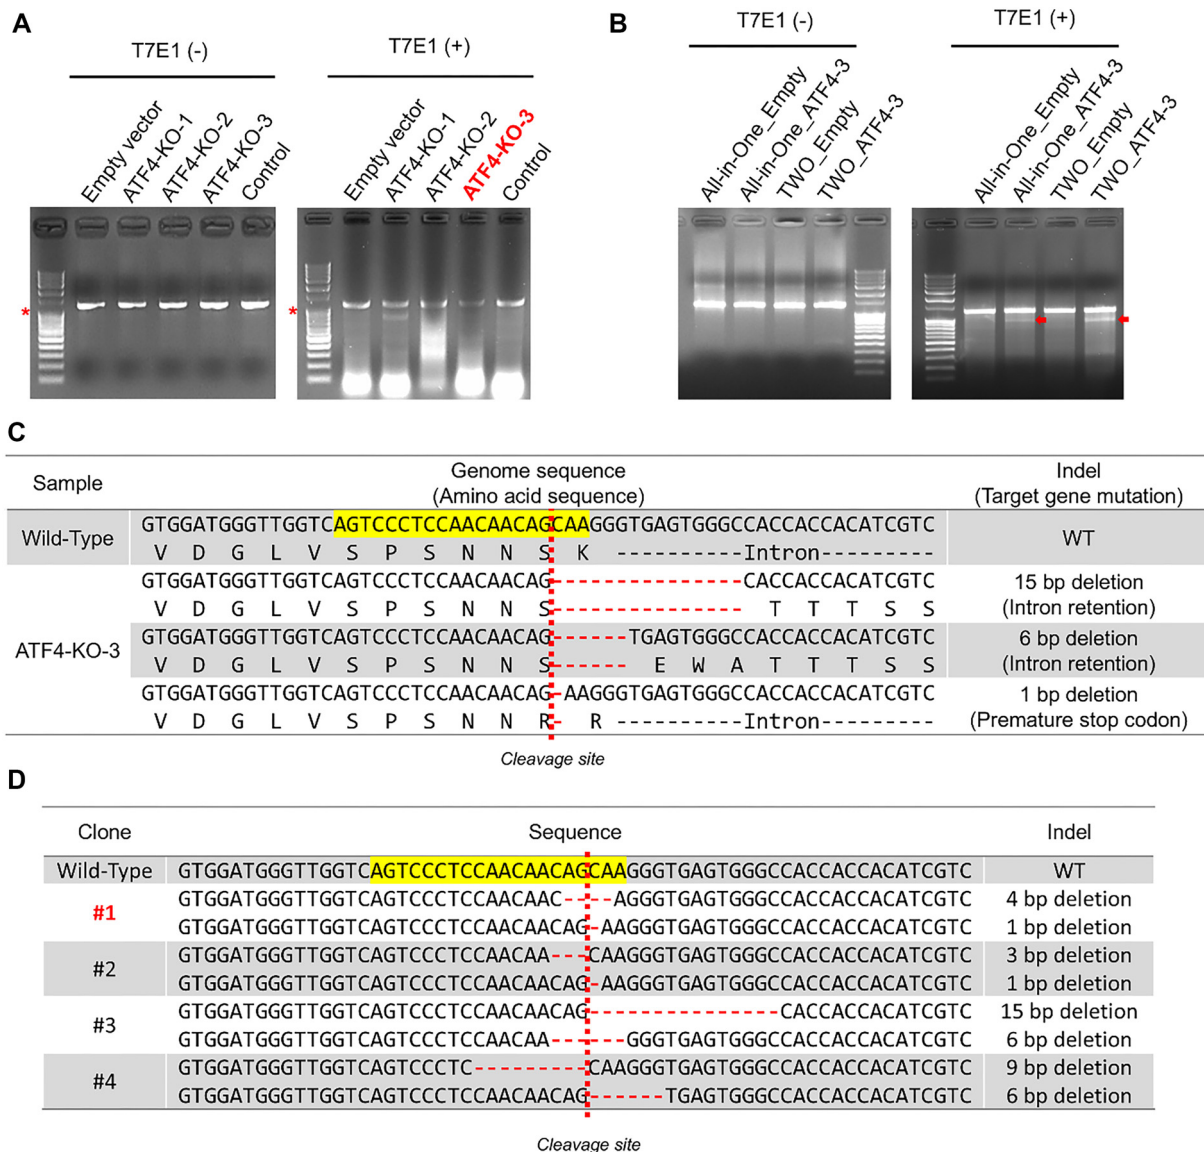 A
T7E1 (-)
T7E1 (+)
Empty vector
ATF4-KO-1
ATF4-KO-2
ATF4-KO-3
Control
Empty vector
ATF4-KO-1
ATF4-KO-2
ATF4-KO-3
Control
*
*
B
T7E1 (-)
T7E1 (+)
All-in-One_Empty
All-in-One_ATF4-3
TWO_Empty
TWO_ATF4-3
All-in-One_Empty
All-in-One_ATF4-3
TWO_Empty
TWO_ATF4-3
C
Sample Genome sequence (Amino acid sequence) Indel (Target gene mutation)
Wild-Type GTGGATGGGTTGGTCAGTCCCTCCAACAACAGCAAGGGTGAGTGGGCCACCACCACATCGTC WT
V D G L V S P S N N S K ----------Intron---------
ATF4-KO-3
GTGGATGGGTTGGTCAGTCCCTCCAACAACAG---------------CACCACCACATCGTC 15 bp deletion
V D G L V S P S N N S--------------- T T T S S (Intron retention)
GTGGATGGGTTGGTCAGTCCCTCCAACAACAG------TGAGTGGGCCACCACCACATCGTC 6 bp deletion
V D G L V S P S N N S------ E W A T T T S S (Intron retention)
GTGGATGGGTTGGTCAGTCCCTCCAACAACAG-AAGGGTGAGTGGGCCACCACCACATCGTC 1 bp deletion
V D G L V S P S N N R- R ----------Intron--------- (Premature stop codon)
Cleavage site
D
Clone Sequence Indel
Wild-Type GTGGATGGGTTGGTCAGTCCCTCCAACAACAGCAAGGGTGAGTGGGCCACCACCACATCGTC WT
#1 GTGGATGGGTTGGTCAGTCCCTCCAACAAC----AGGGTGAGTGGGCCACCACCACATCGTC 4 bp deletion
GTGGATGGGTTGGTCAGTCCCTCCAACAACAG-AAGGGTGAGTGGGCCACCACCACATCGTC 1 bp deletion
#2 GTGGATGGGTTGGTCAGTCCCTCCAACAA---CAAGGGTGAGTGGGCCACCACCACATCGTC 3 bp deletion
GTGGATGGGTTGGTCAGTCCCTCCAACAACAG-AAGGGTGAGTGGGCCACCACCACATCGTC 1 bp deletion
#3 GTGGATGGGTTGGTCAGTCCCTCCAACAACAG---------------CACCACCACATCGTC 15 bp deletion
GTGGATGGGTTGGTCAGTCCCTCCAACAA------GGGTGAGTGGGCCACCACCACATCGTC 6 bp deletion
#4 GTGGATGGGTTGGTCAGTCCCTC---------CAAGGGTGAGTGGGCCACCACCACATCGTC 9 bp deletion
GTGGATGGGTTGGTCAGTCCCTCCAACAACAG------TGAGTGGGCCACCACCACATCGTC 6 bp deletion
Cleavage site